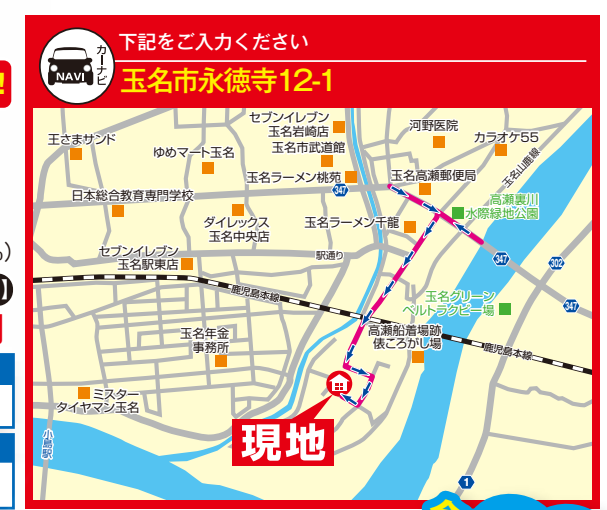 下記をご入力ください
カーナビ
NAVI
玉名市永徳寺12-1
セブンイレブン
玉名岩崎店
玉名市武道館
河野医院
カラオケ55
王さまサンド
ゆめマート玉名
玉名ラーメン桃苑
347
玉名高瀬郵便局
玉名山鹿線
日本総合教育専門学校
高瀬裏川
水際緑地公園
ダイレックス
玉名中央店
玉名ラーメン千龍
セブンイレブン
玉名駅東店
駅通り
347
302
鹿児島本線
玉名グリーン
ベルトラグビー場
347
玉名年金
事務所
高瀬船着場跡
俵ころがし場
鹿児島本線
ミスター
タイヤマン玉名
現地
小島駅
1